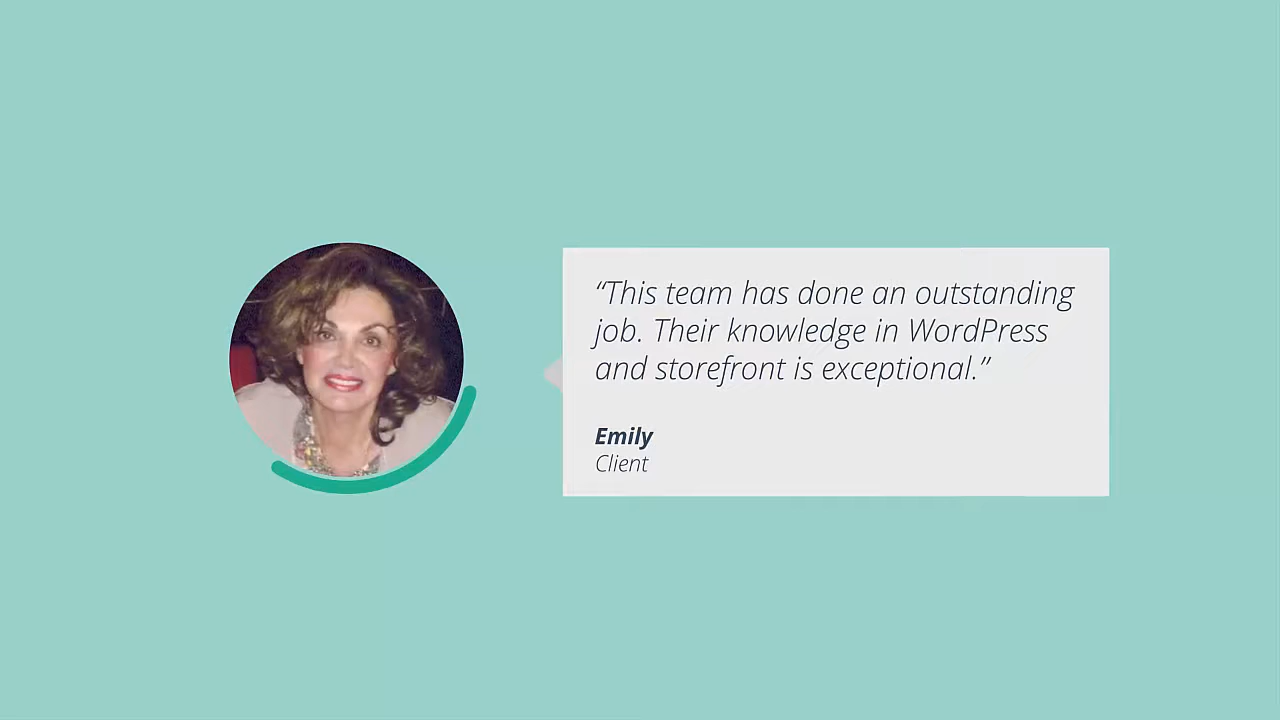 “This team has done an outstanding
job. Their knowledge in WordPress
and storefront is exceptional.”
Emily
Client